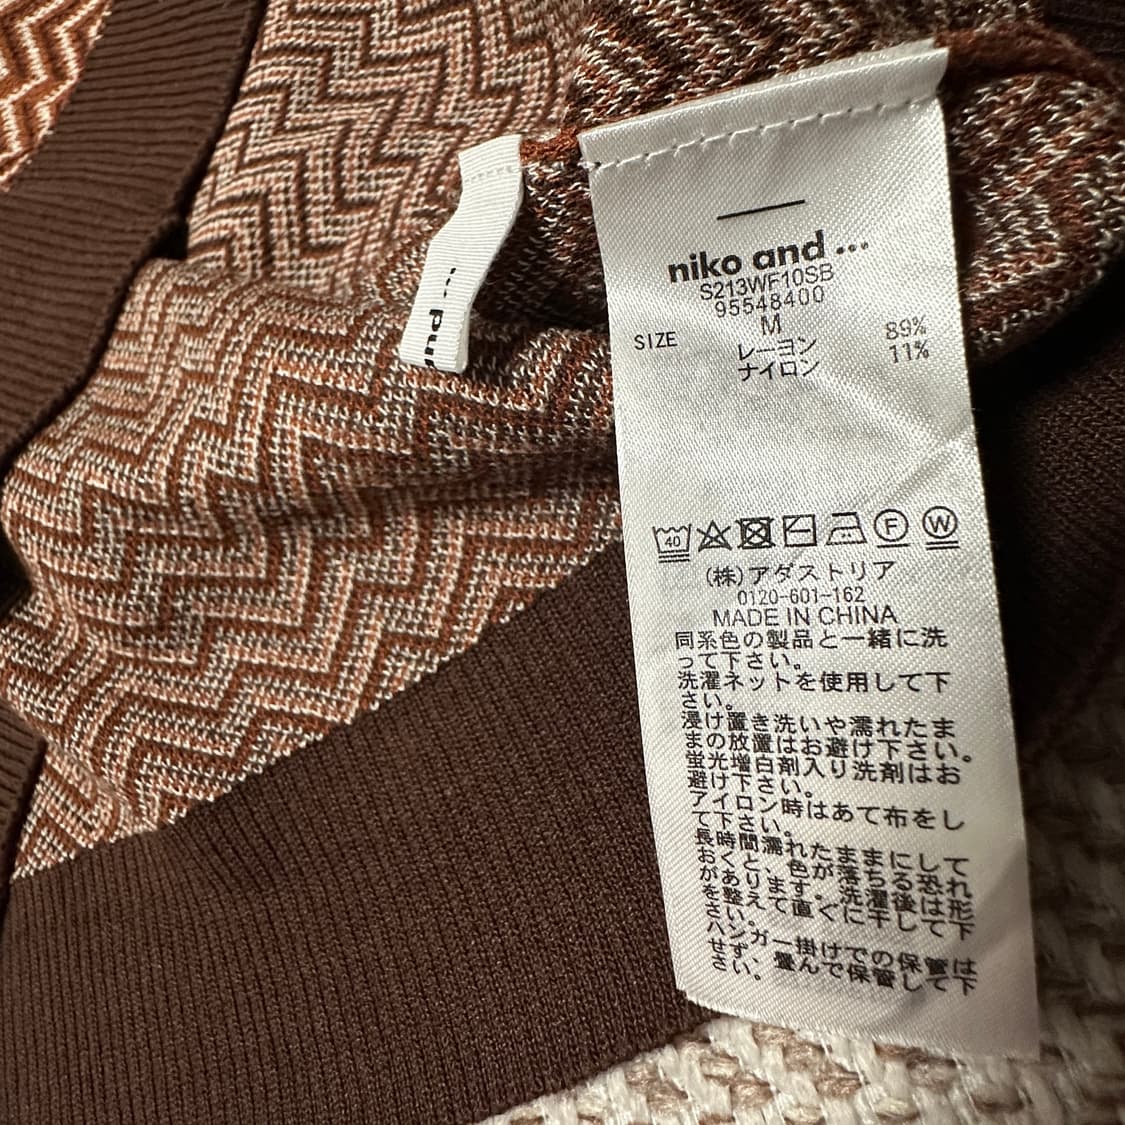 niko and ...
S213WF10SB
95548400
SIZE M
レーヨン 89%
ナイロン 11%
... pu
40 F W
(株)アダストリア
0120-601-162
MADE IN CHINA
同系色の製品と一緒に洗
って下さい。
洗濯ネットを使用して下
さい。
浸け置き洗いや濡れたま
まの放置はお避け下さい。
蛍光増白剤入り洗剤はお
避け下さい。
アイロン時はあて布をし
て下さい。
長時間濡れたままにして
おくと、色が落ちる恐れ
があります。洗濯後は形
を整えて直ぐに干して下
さい。
ハンガー掛けでの保管は
せず、畳んで保管して下
さい。